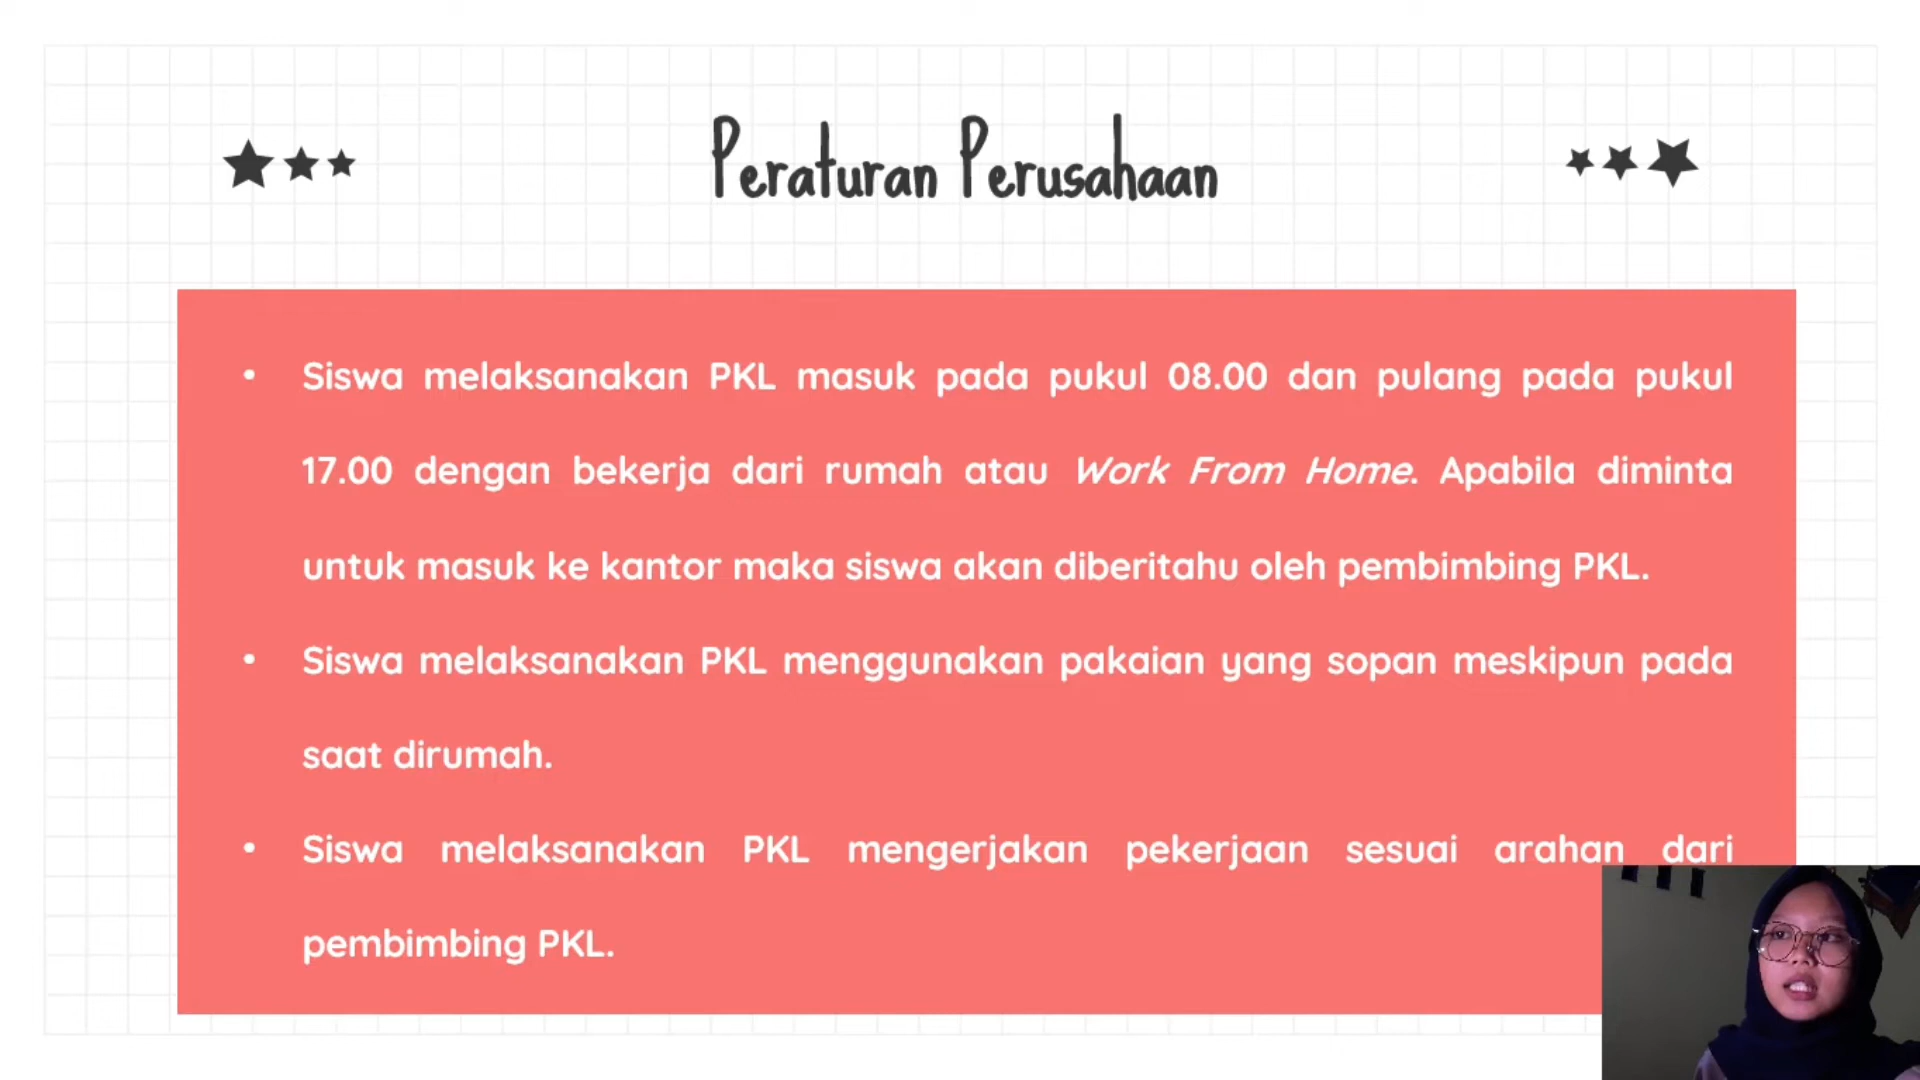 Peraturan Perusahaan
• Siswa melaksanakan PKL masuk pada pukul 08.00 dan pulang pada pukul
17.00 dengan bekerja dari rumah atau Work From Home. Apabila diminta
untuk masuk ke kantor maka siswa akan diberitahu oleh pembimbing PKL.
• Siswa melaksanakan PKL menggunakan pakaian yang sopan meskipun pada
saat dirumah.
• Siswa melaksanakan PKL mengerjakan pekerjaan sesuai arahan dari
pembimbing PKL.